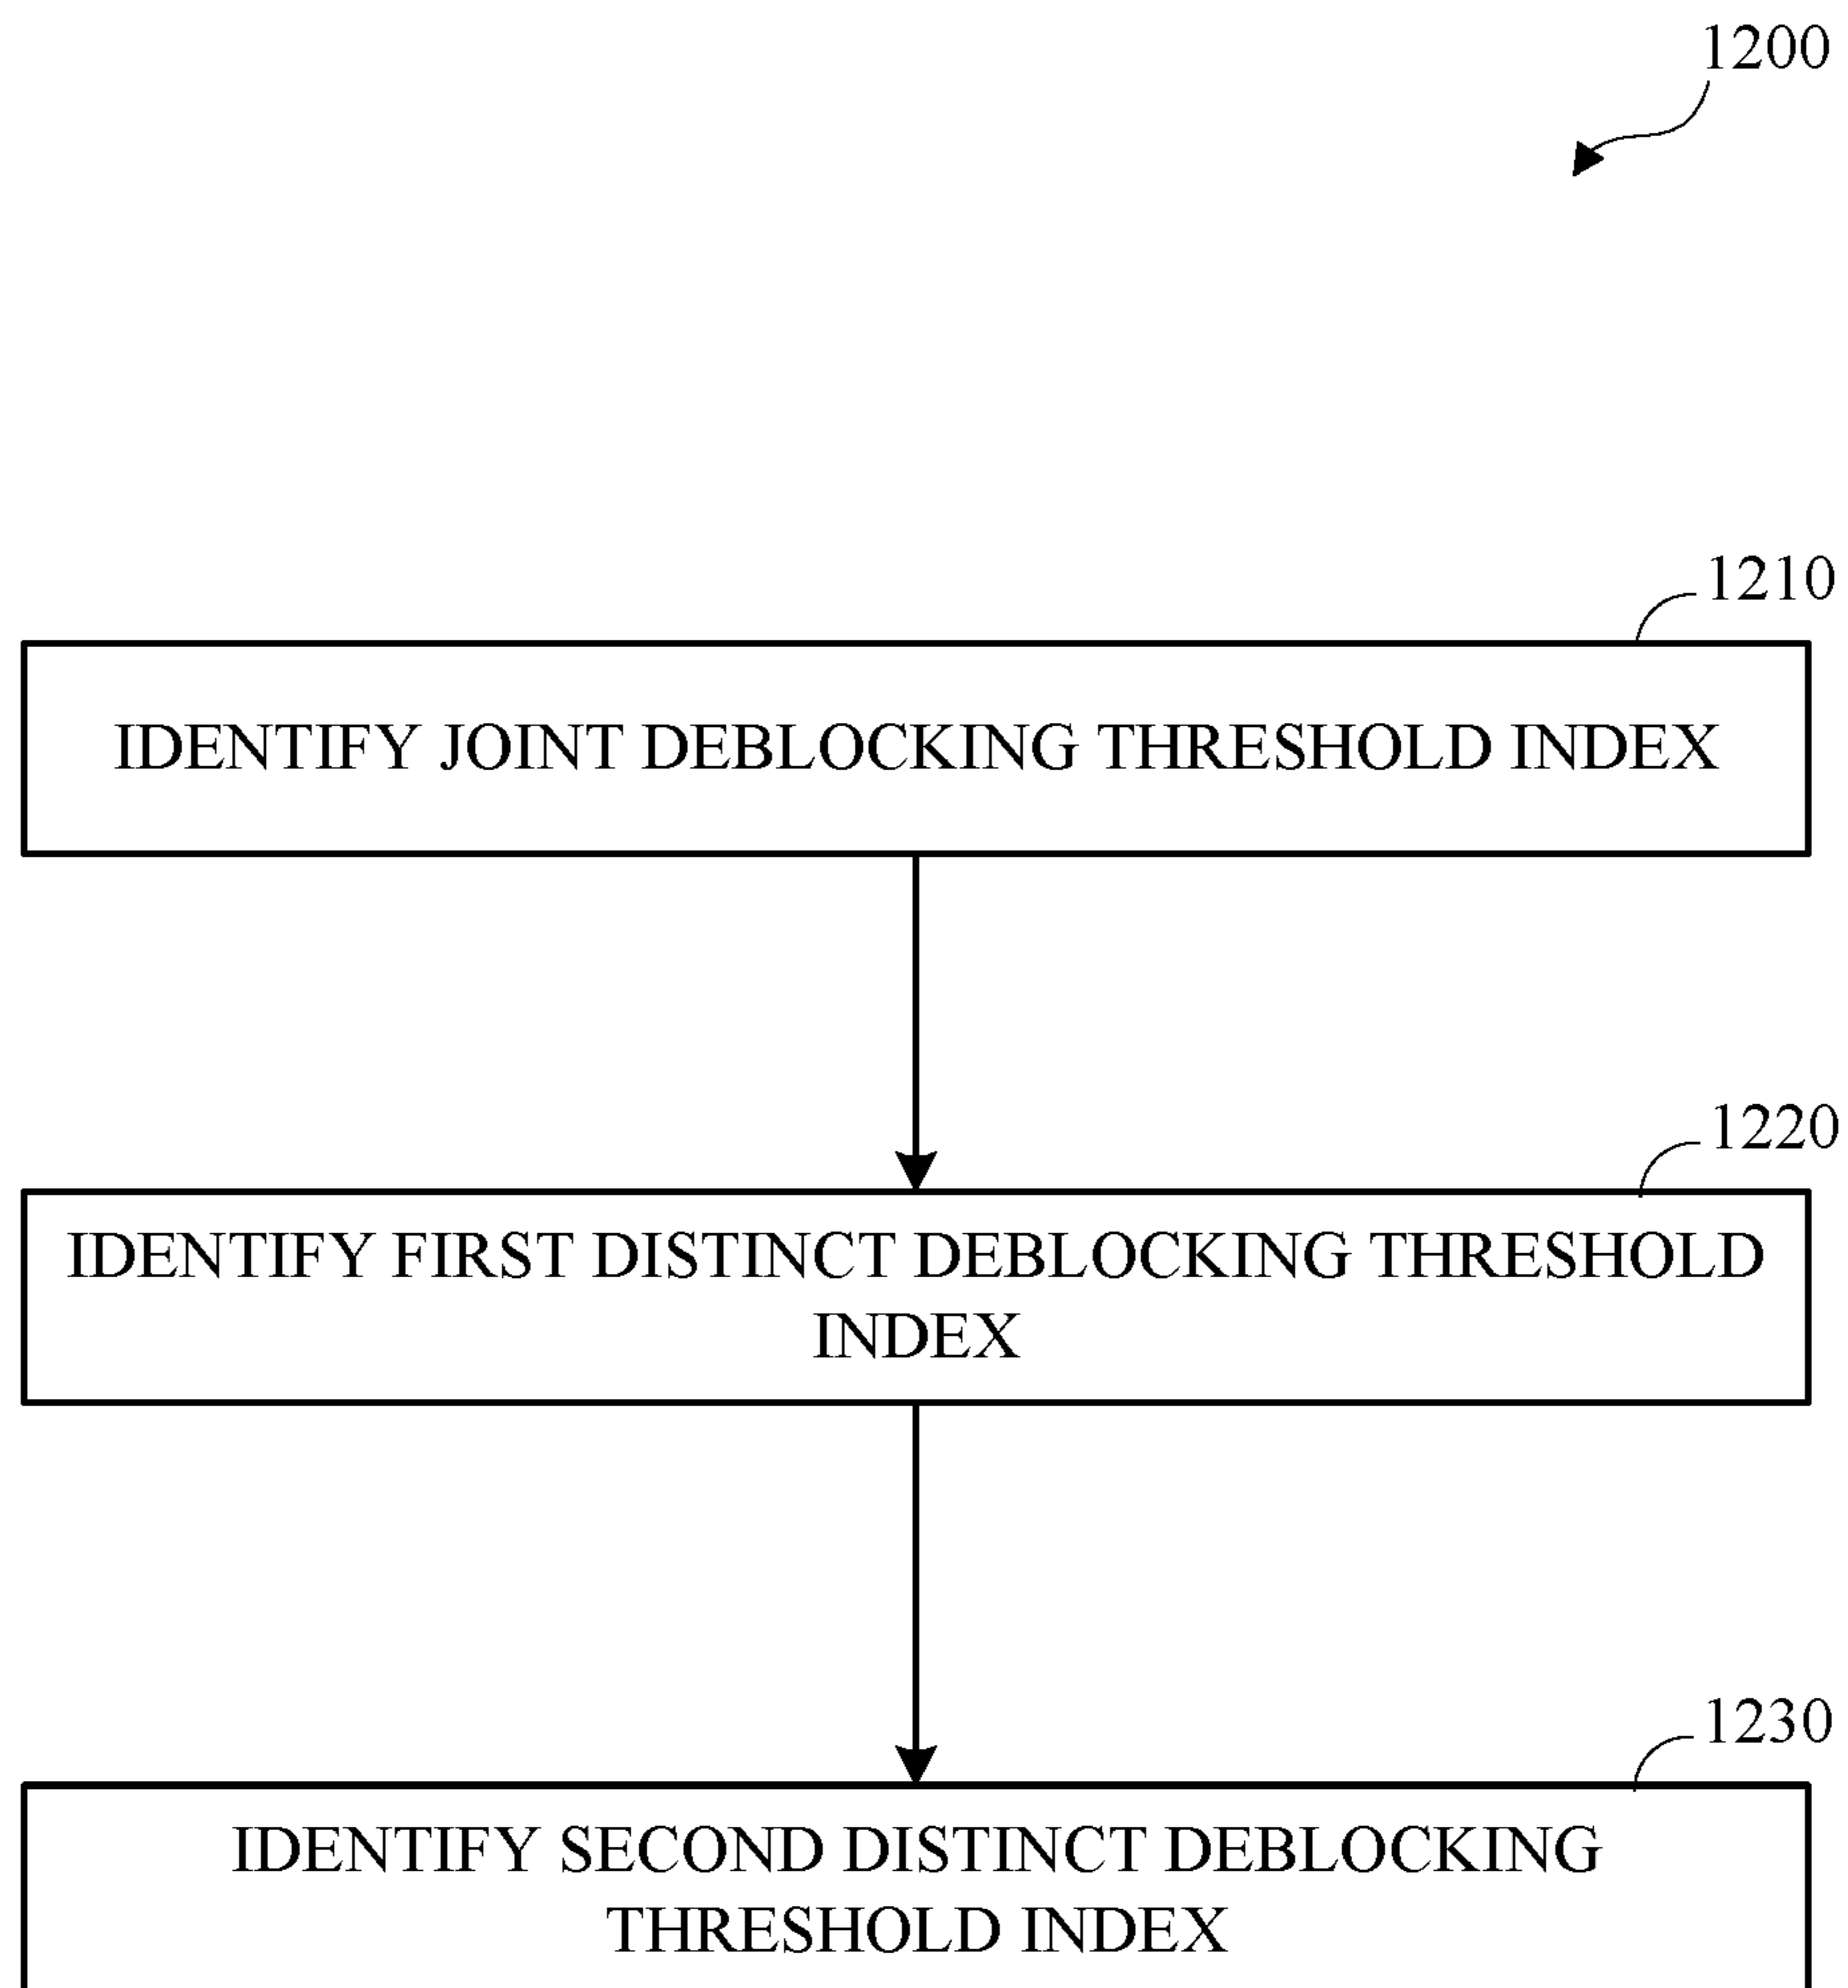 1200
1210
IDENTIFY JOINT DEBLOCKING THRESHOLD INDEX
1220
IDENTIFY FIRST DISTINCT DEBLOCKING THRESHOLD
INDEX
1230
IDENTIFY SECOND DISTINCT DEBLOCKING
THRESHOLD INDEX